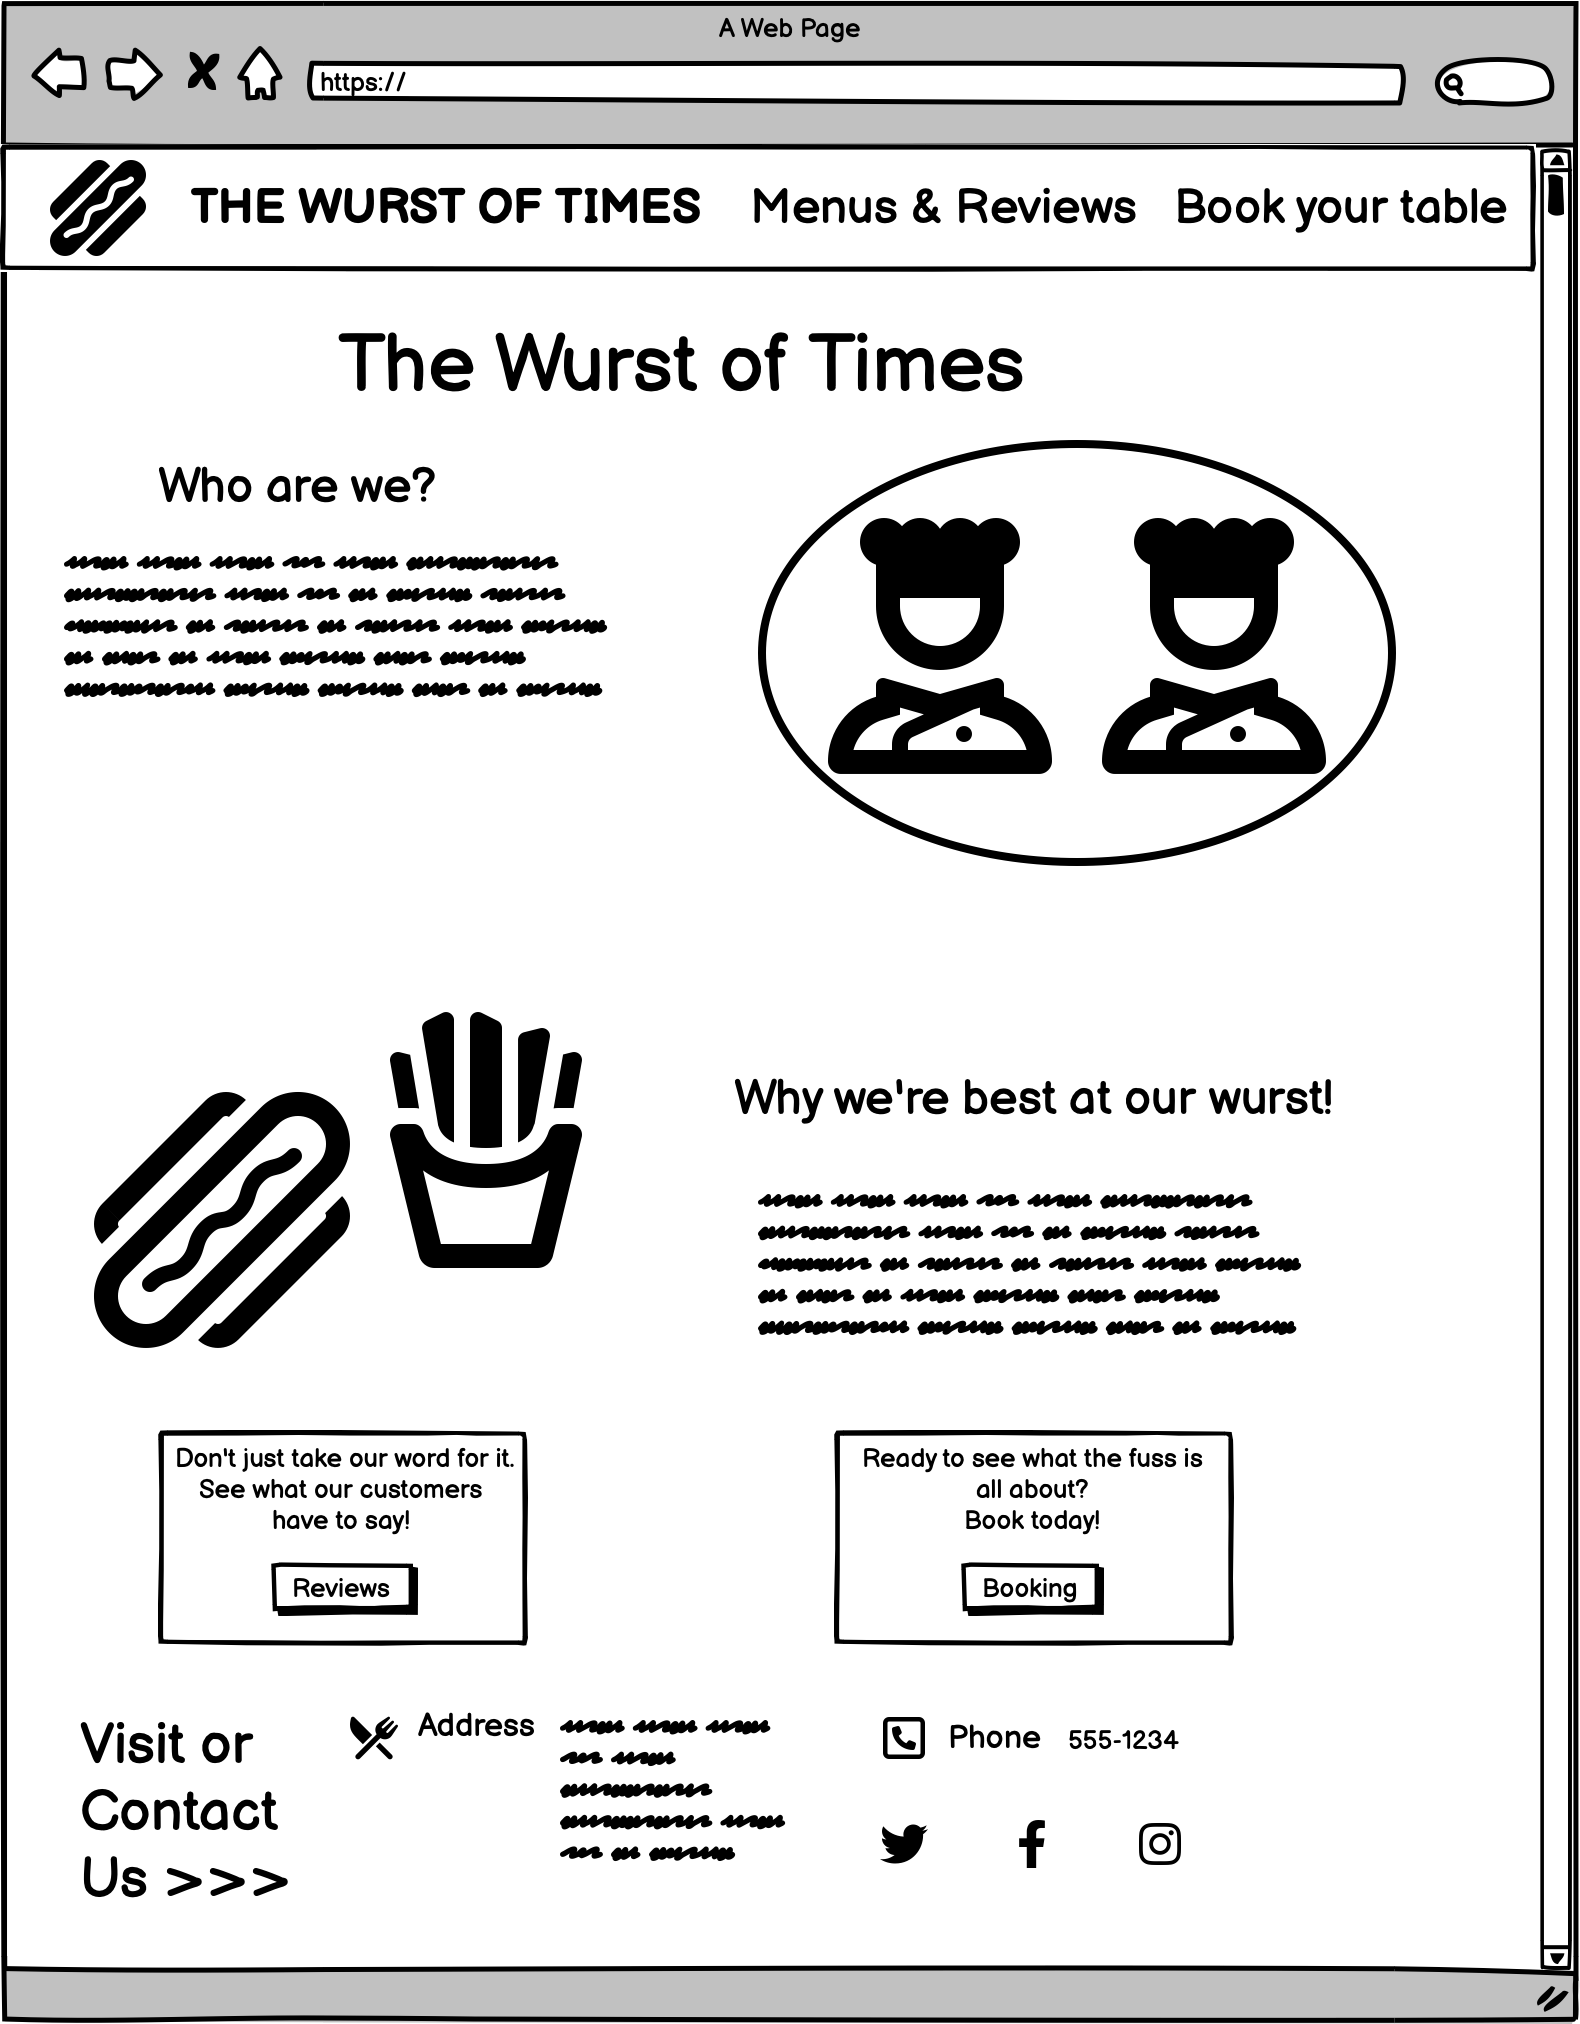 A Web Page
https://
THE WURST OF TIMES Menus & Reviews Book your table
The Wurst of Times
Who are we?
Why we're best at our wurst!
Don't just take our word for it.
See what our customers
have to say!
Reviews
Ready to see what the fuss is
all about?
Book today!
Booking
Visit or
Contact
Us >>>
Address
Phone 555-1234